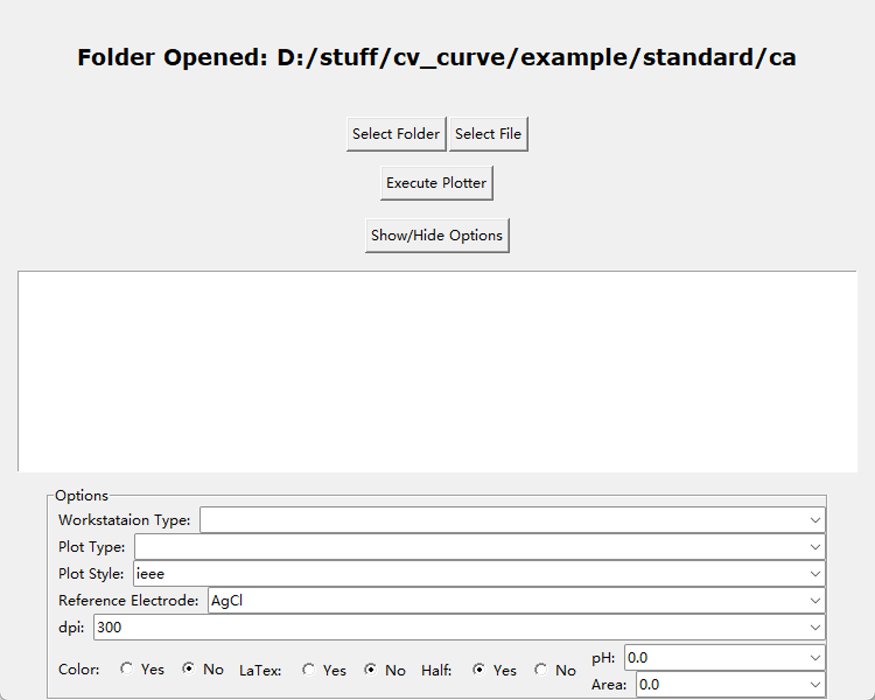 Folder Opened: D:/stuff/cv_curve/example/standard/ca
Select Folder Select File
Execute Plotter
Show/Hide Options
Options
Workstataion Type:
Plot Type:
Plot Style: ieee
Reference Electrode: AgCl
dpi: 300
Color: Yes No LaTex: Yes No Half: Yes No
pH: 0.0
Area: 0.0